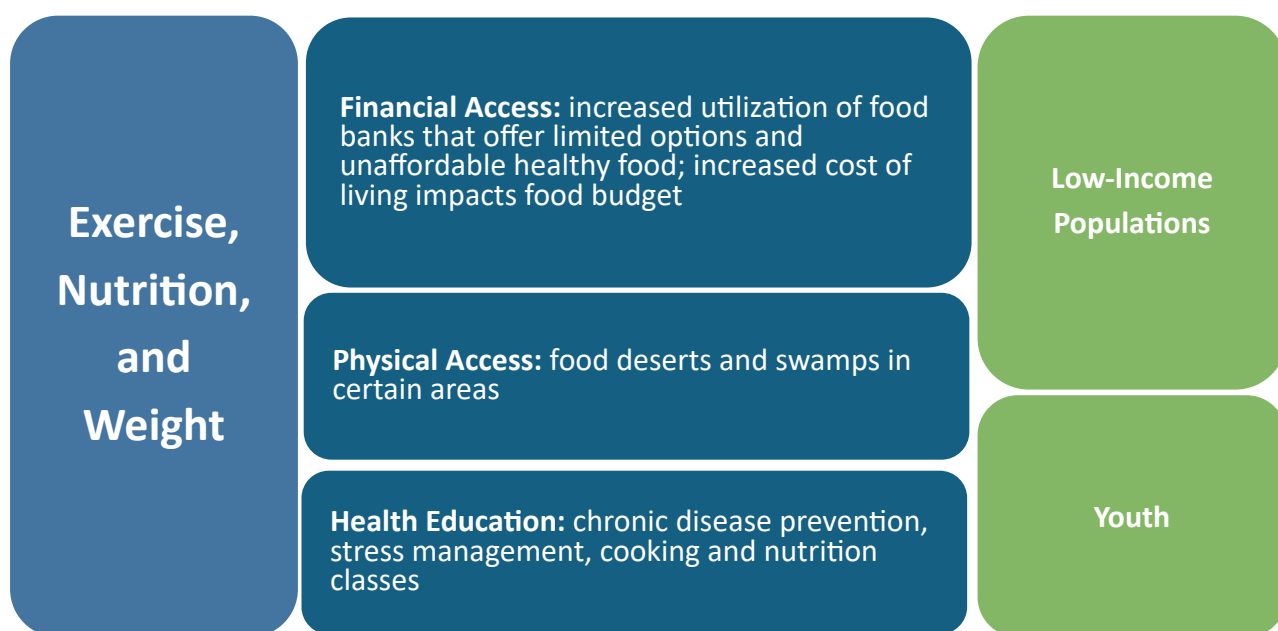 Exercise,
Nutrition,
and
Weight
Financial Access: increased utilization of food
banks that offer limited options and
unaffordable healthy food; increased cost of
living impacts food budget
Physical Access: food deserts and swamps in
certain areas
Health Education: chronic disease prevention,
stress management, cooking and nutrition
classes
Low-Income
Populations
Youth